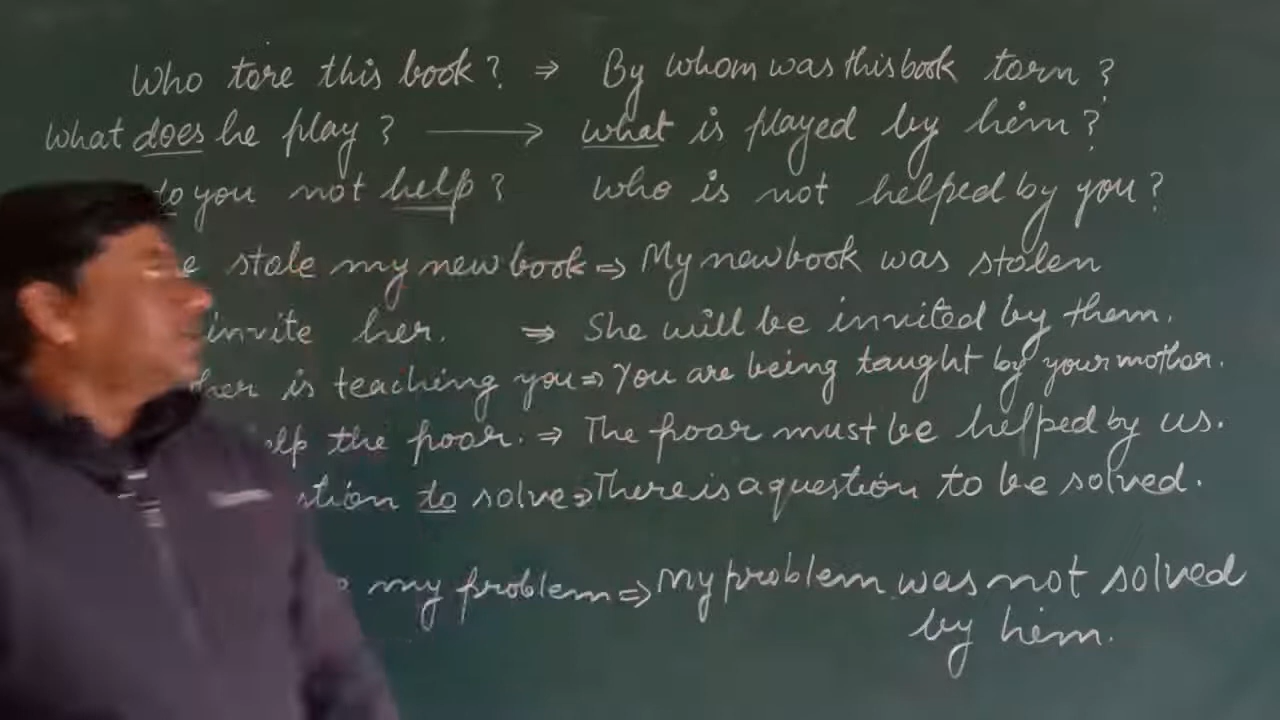 Who tore this book? ⇒ By whom was this book torn?
What does he play? → what is played by him?
do you not help? who is not helped by you?
stole my new book ⇒ My new book was stolen
invite her. ⇒ She will be invited by them.
is teaching you ⇒ You are being taught by your mother.
the poor. ⇒ The poor must be helped by us.
to solve ⇒ There is a question to be solved.
my problem ⇒ My problem was not solved
by him.